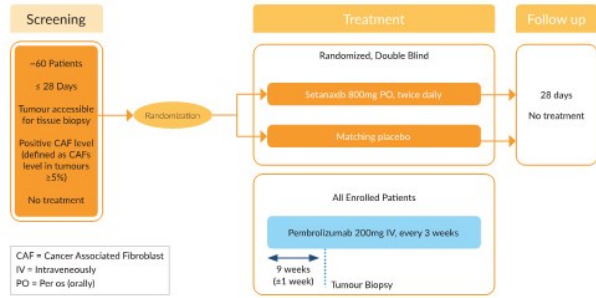 Screening
~60 Patients
≤ 28 Days
Tumour accessible
for tissue biopsy
Positive CAF level
(defined as CAFs
level in tumours
≥5%)
No treatment
Randomization
Treatment
Randomized, Double Blind
Setanaxib 800mg PO, twice daily
Matching placebo
All Enrolled Patients
Pembrolizumab 200mg IV, every 3 weeks
9 weeks
(±1 week)
Tumour Biopsy
Follow up
28 days
No treatment
CAF = Cancer Associated Fibroblast
IV = Intraveneously
PO = Per os (orally)